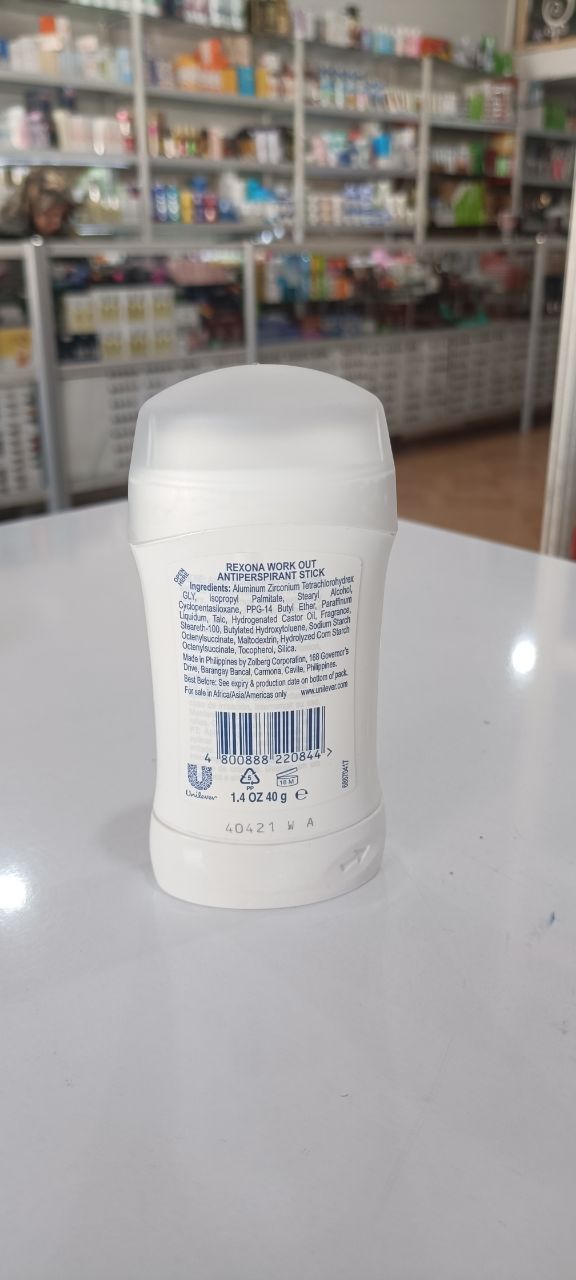 OPEN
HERE
REXONA WORK OUT
ANTIPERSPIRANT STICK
Ingredients: Aluminum Zirconium Tetrachlorohydrex
GLY, Isopropyl Palmitate, Stearyl Alcohol,
Cyclopentasiloxane, PPG-14 Butyl Ether, Paraffinum
Liquidum, Talc, Hydrogenated Castor Oil, Fragrance,
Steareth-100, Butylated Hydroxytoluene, Sodium Starch
Octenylsuccinate, Maltodextrin, Hydrolyzed Corn Starch
Octenylsuccinate, Tocopherol, Silica.
Made in Philippines by Zolberg Corporation, 168 Governor's
Drive, Barangay Bancal, Carmona, Cavite, Philippines.
Best Before: See expiry & production date on bottom of pack.
For sale in Africa/Asia/Americas only www.unilever.com
4 800888 220844 >
Unilever
5
PP
1.4 OZ 40 g e
40421 W A